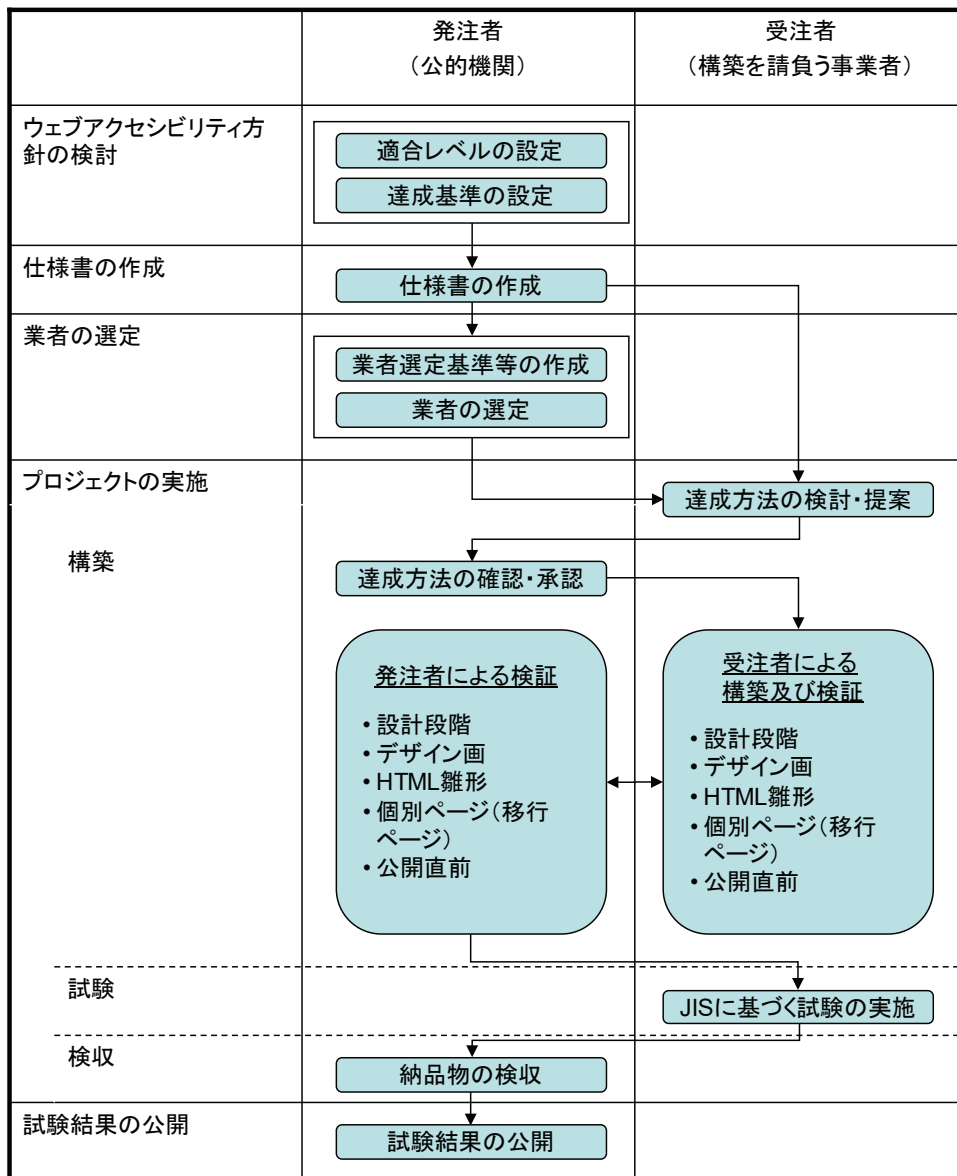 発注者
（公的機関）
受注者
（構築を請負う事業者）
ウェブアクセシビリティ方
針の検討
適合レベルの設定
達成基準の設定
仕様書の作成
仕様書の作成
業者の選定
業者選定基準等の作成
業者の選定
プロジェクトの実施
達成方法の検討・提案
構築
達成方法の確認・承認
発注者による検証
・設計段階
・デザイン画
・HTML雛形
・個別ページ（移行
ページ）
・公開直前
受注者による
構築及び検証
・設計段階
・デザイン画
・HTML雛形
・個別ページ（移行
ページ）
・公開直前
試験
JISに基づく試験の実施
検収
納品物の検収
試験結果の公開
試験結果の公開